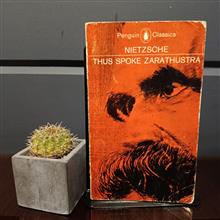 Penguin Classics
NIETZSCHE
THUS SPOKE ZARATHUSTRA